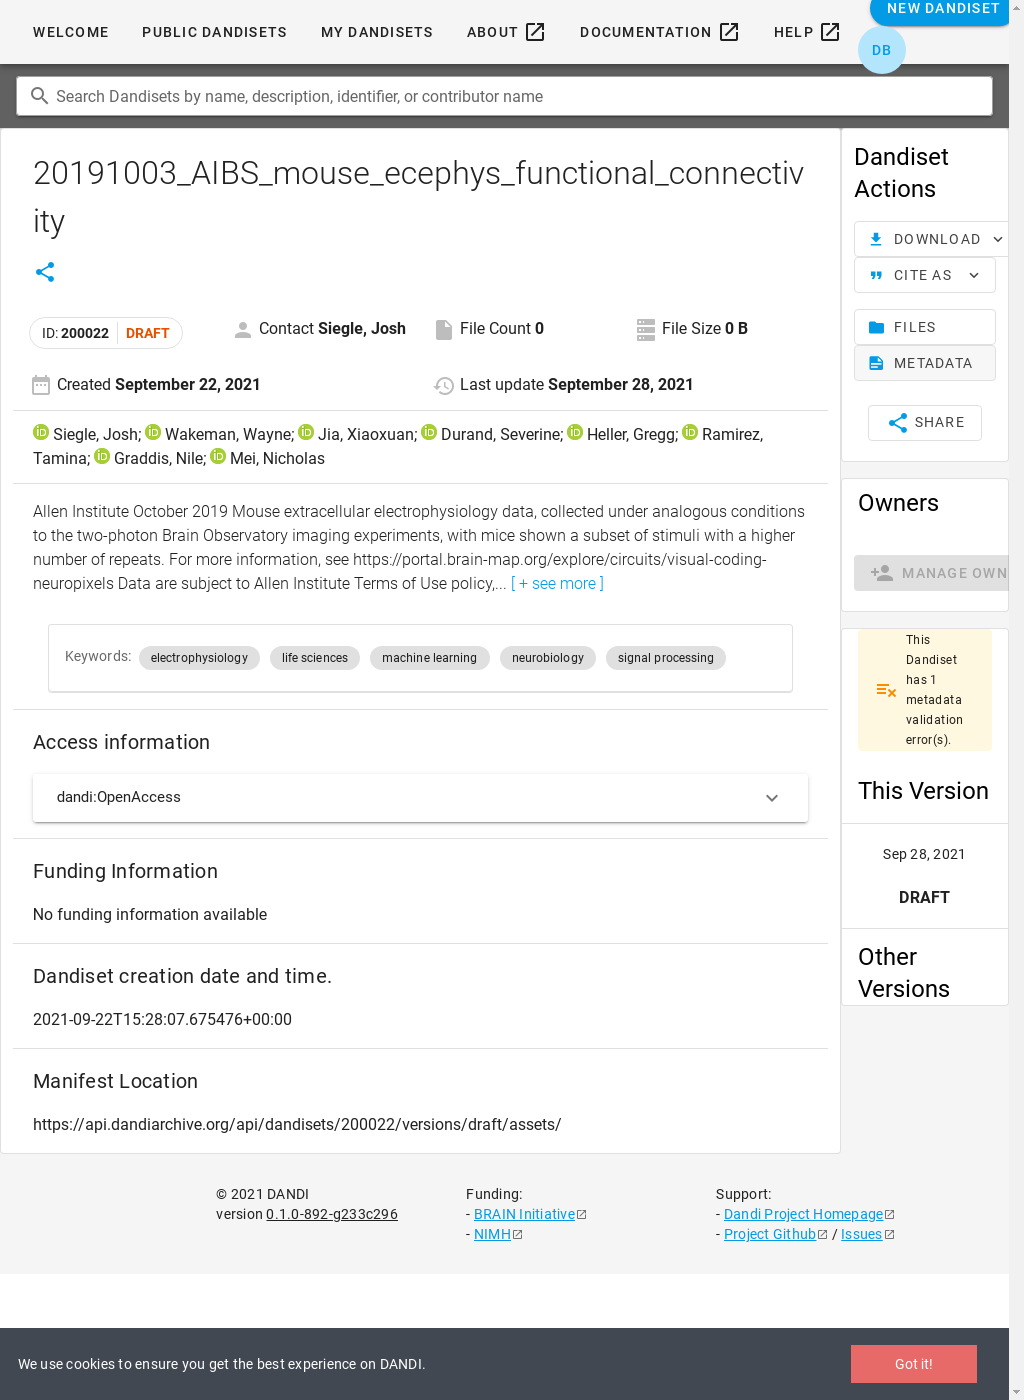 NEW DANDISET
WELCOME PUBLIC DANDISETS MY DANDISETS ABOUT DOCUMENTATION HELP
DB
Search Dandisets by name, description, identifier, or contributor name
20191003_AIBS_mouse_ecephys_functional_connectiv
ity
ID: 200022 DRAFT
Contact Siegle, Josh
File Count 0
File Size 0 B
Created September 22, 2021
Last update September 28, 2021
iD Siegle, Josh; iD Wakeman, Wayne; iD Jia, Xiaoxuan; iD Durand, Severine; iD Heller, Gregg; iD Ramirez,
Tamina; iD Graddis, Nile; iD Mei, Nicholas
Allen Institute October 2019 Mouse extracellular electrophysiology data, collected under analogous conditions
to the two-photon Brain Observatory imaging experiments, with mice shown a subset of stimuli with a higher
number of repeats. For more information, see https://portal.brain-map.org/explore/circuits/visual-coding-
neuropixels Data are subject to Allen Institute Terms of Use policy,... [ + see more ]
Keywords: electrophysiology life sciences machine learning neurobiology signal processing
Access information
dandi:OpenAccess
Funding Information
No funding information available
Dandiset creation date and time.
2021-09-22T15:28:07.675476+00:00
Manifest Location
https://api.dandiarchive.org/api/dandisets/200022/versions/draft/assets/
Dandiset
Actions
DOWNLOAD
CITE AS
FILES
METADATA
SHARE
Owners
MANAGE OWN
This
Dandiset
has 1
metadata
validation
error(s).
This Version
Sep 28, 2021
DRAFT
Other
Versions
© 2021 DANDI
version 0.1.0-892-g233c296
Funding:
- BRAIN Initiative
- NIMH
Support:
- Dandi Project Homepage
- Project Github / Issues
We use cookies to ensure you get the best experience on DANDI.
Got it!